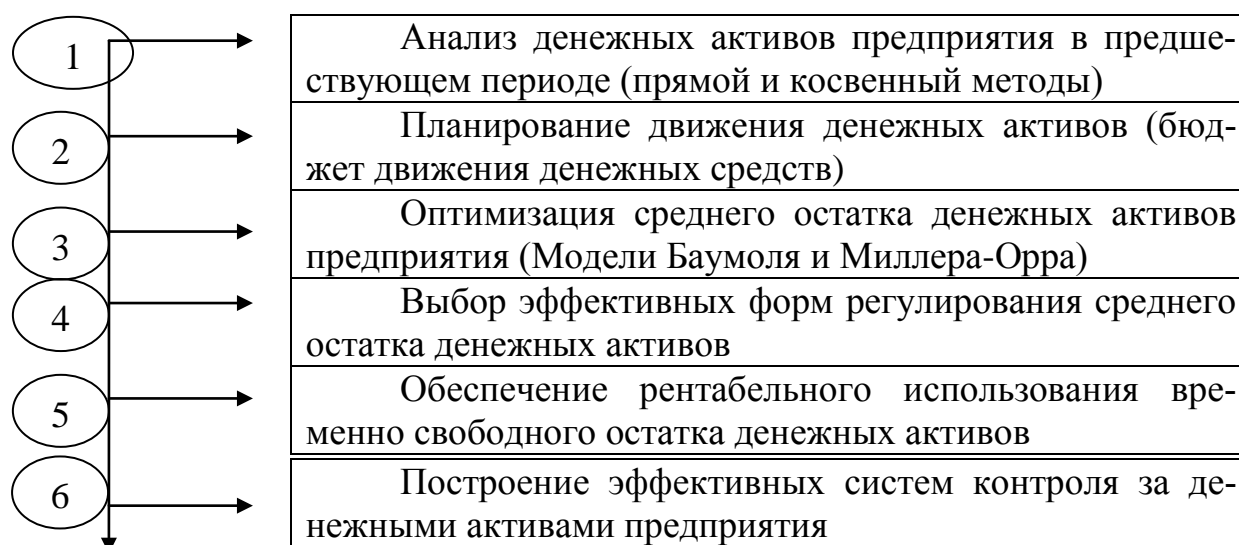 1
Анализ денежных активов предприятия в предше-
ствующем периоде (прямой и косвенный методы)
2
Планирование движения денежных активов (бюд-
жет движения денежных средств)
3
Оптимизация среднего остатка денежных активов
предприятия (Модели Баумоля и Миллера-Орра)
4
Выбор эффективных форм регулирования среднего
остатка денежных активов
5
Обеспечение рентабельного использования вре-
менно свободного остатка денежных активов
6
Построение эффективных систем контроля за де-
нежными активами предприятия